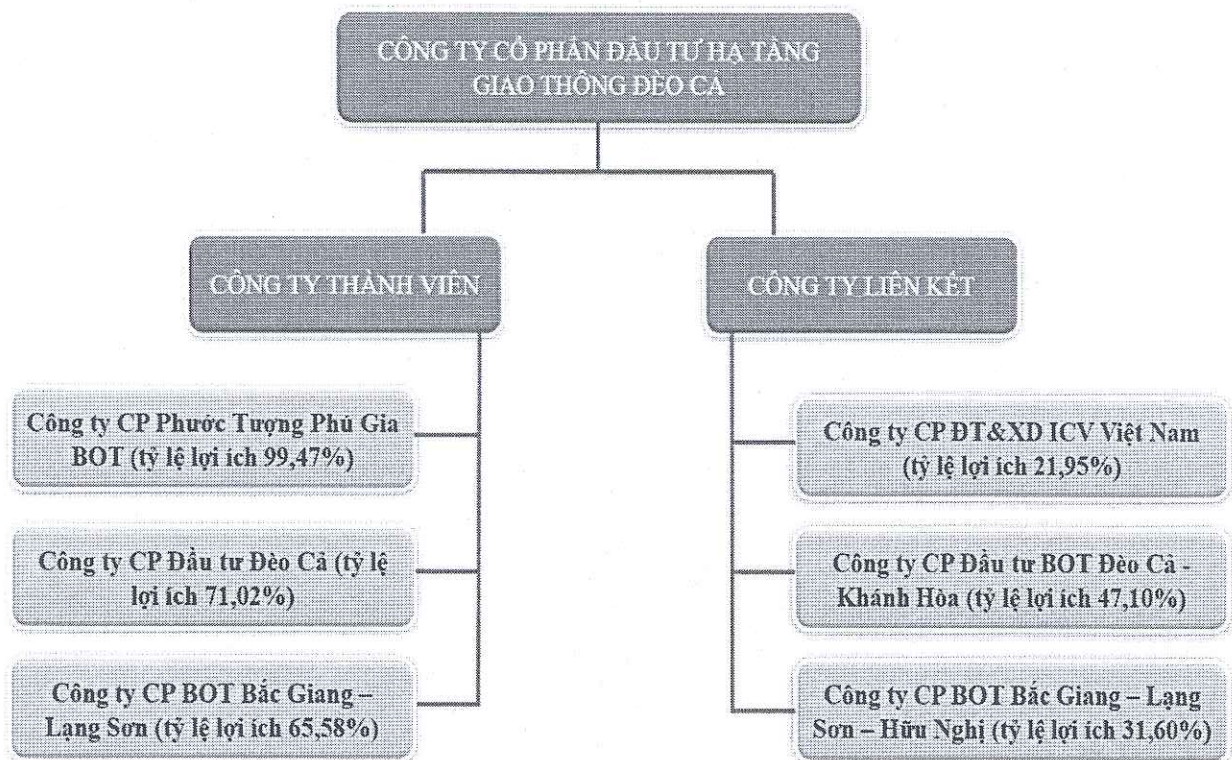 CÔNG TY CỔ PHẦN ĐẦU TƯ HẠ TẦNG
GIAO THÔNG ĐÈO CẢ
CÔNG TY THÀNH VIÊN
CÔNG TY LIÊN KẾT
Công ty CP Phước Tượng Phú Gia
BOT (tỷ lệ lợi ích 99,47%)
Công ty CP Đầu tư Đèo Cả (tỷ lệ
lợi ích 71,02%)
Công ty CP BOT Bắc Giang –
Lạng Sơn (tỷ lệ lợi ích 65,58%)
Công ty CP ĐT&XD ICV Việt Nam
(tỷ lệ lợi ích 21,95%)
Công ty CP Đầu tư BOT Đèo Cả -
Khánh Hòa (tỷ lệ lợi ích 47,10%)
Công ty CP BOT Bắc Giang – Lạng
Sơn – Hữu Nghị (tỷ lệ lợi ích 31,60%)